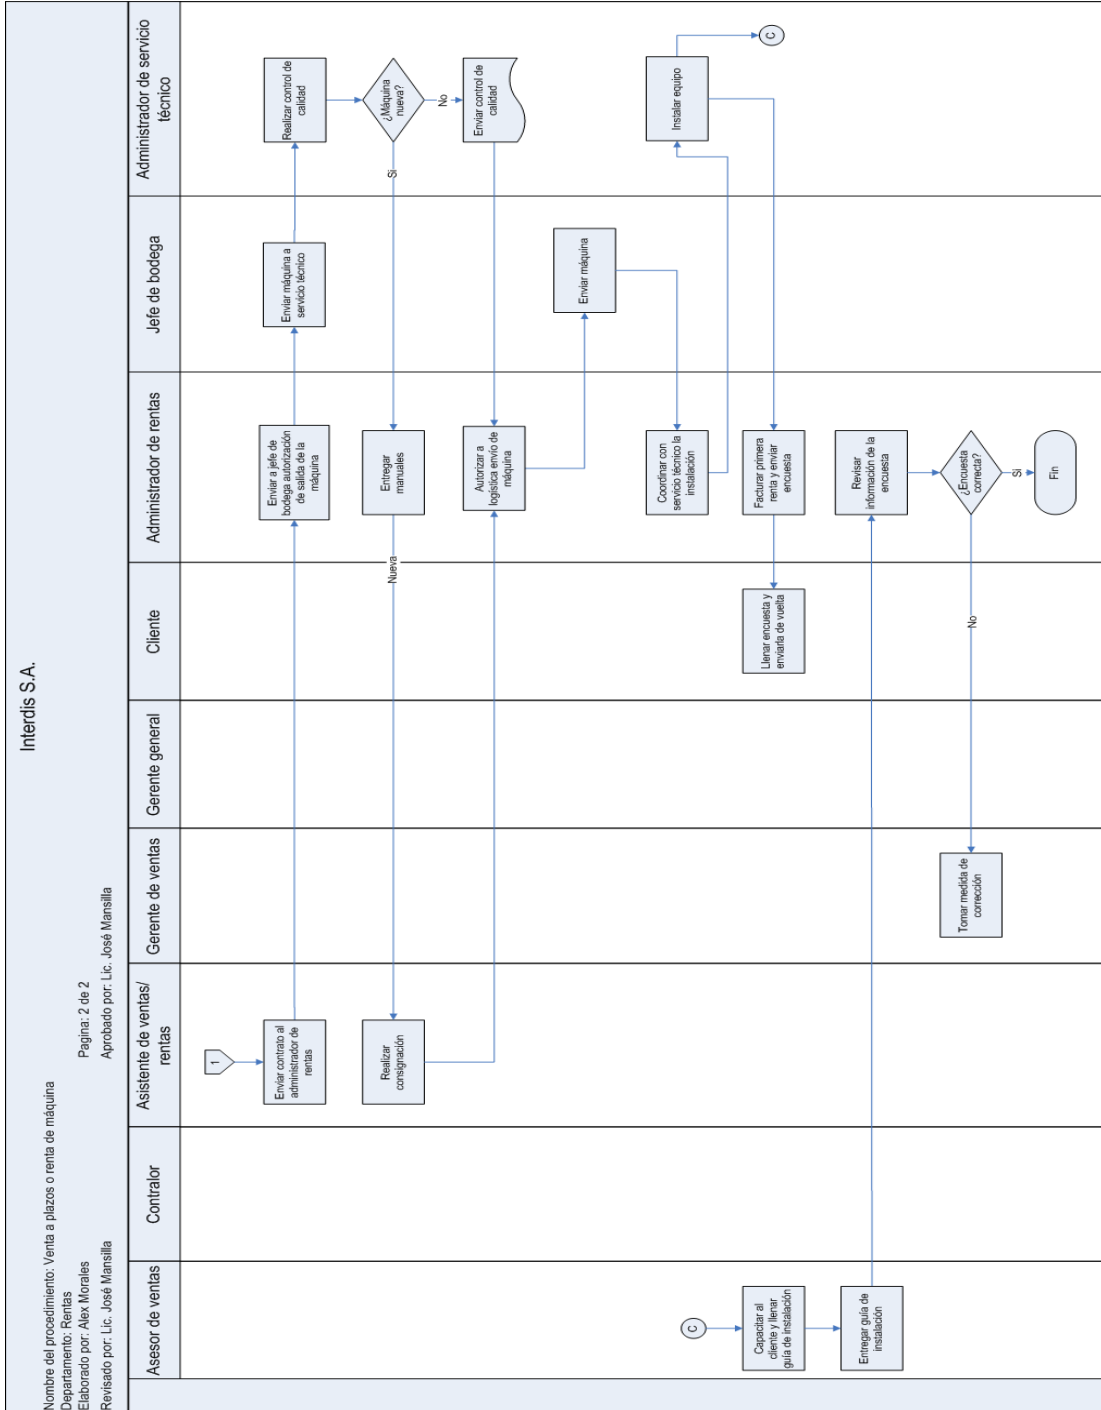 Interdis S.A.
Nombre del procedimiento: Venta a plazos o renta de máquina
Departamento: Rentas
Elaborado por: Alex Morales
Pagina: 2 de 2
Revisado por: Lic. José Mansilla
Aprobado por: Lic. José Mansilla
Asesor de ventas
Contralor
Asistente de ventas/
rentas
Gerente de ventas
Gerente general
Cliente
Administrador de rentas
Jefe de bodega
Administrador de servicio
técnico
1
Enviar contrato al
administrador de
rentas
Enviar a jefe de
bodega autorización
de salida de la
máquina
Enviar máquina a
servicio técnico
Realizar control de
calidad
¿Máquina
nueva?
Si
No
Entregar
manuales
Nueva
Realizar
consignación
Enviar control de
calidad
Autorizar a
logística envío de
máquina
Enviar máquina
Coordinar con
servicio técnico la
instalación
Instalar equipo
C
C
Capacitar al
cliente y llenar
guía de instalación
Facturar primera
renta y enviar
encuesta
Llenar encuesta y
enviarla de vuelta
Entregar guía de
instalación
Revisar
información de la
encuesta
¿Encuesta
correcta?
No
Si
Tomar medida de
corrección
Fin